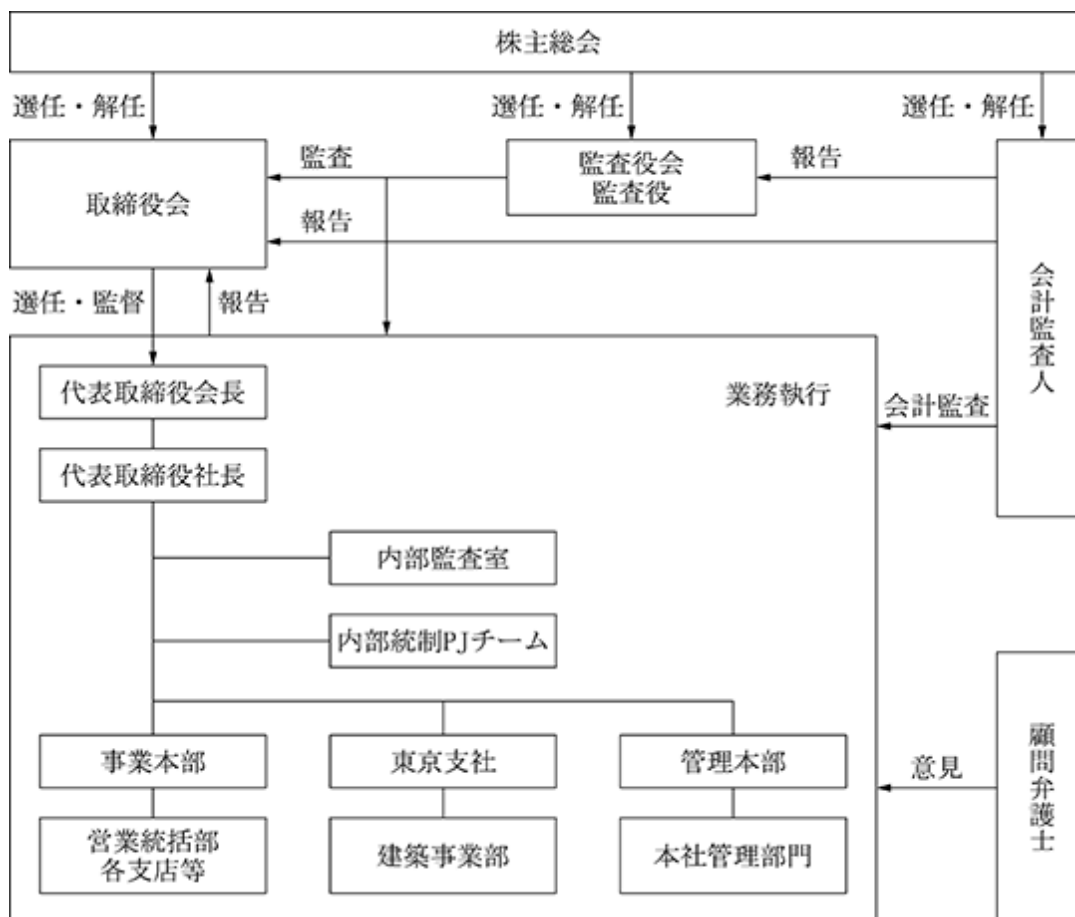 株主総会
選任・解任
選任・解任
選任・解任
取締役会
監査
監査役会
監査役
報告
報告
会計監査人
選任・監督
報告
業務執行
代表取締役会長
会計監査
代表取締役社長
内部監査室
内部統制PJチーム
事業本部
東京支社
管理本部
意見
顧問弁護士
営業統括部
各支店等
建築事業部
本社管理部門